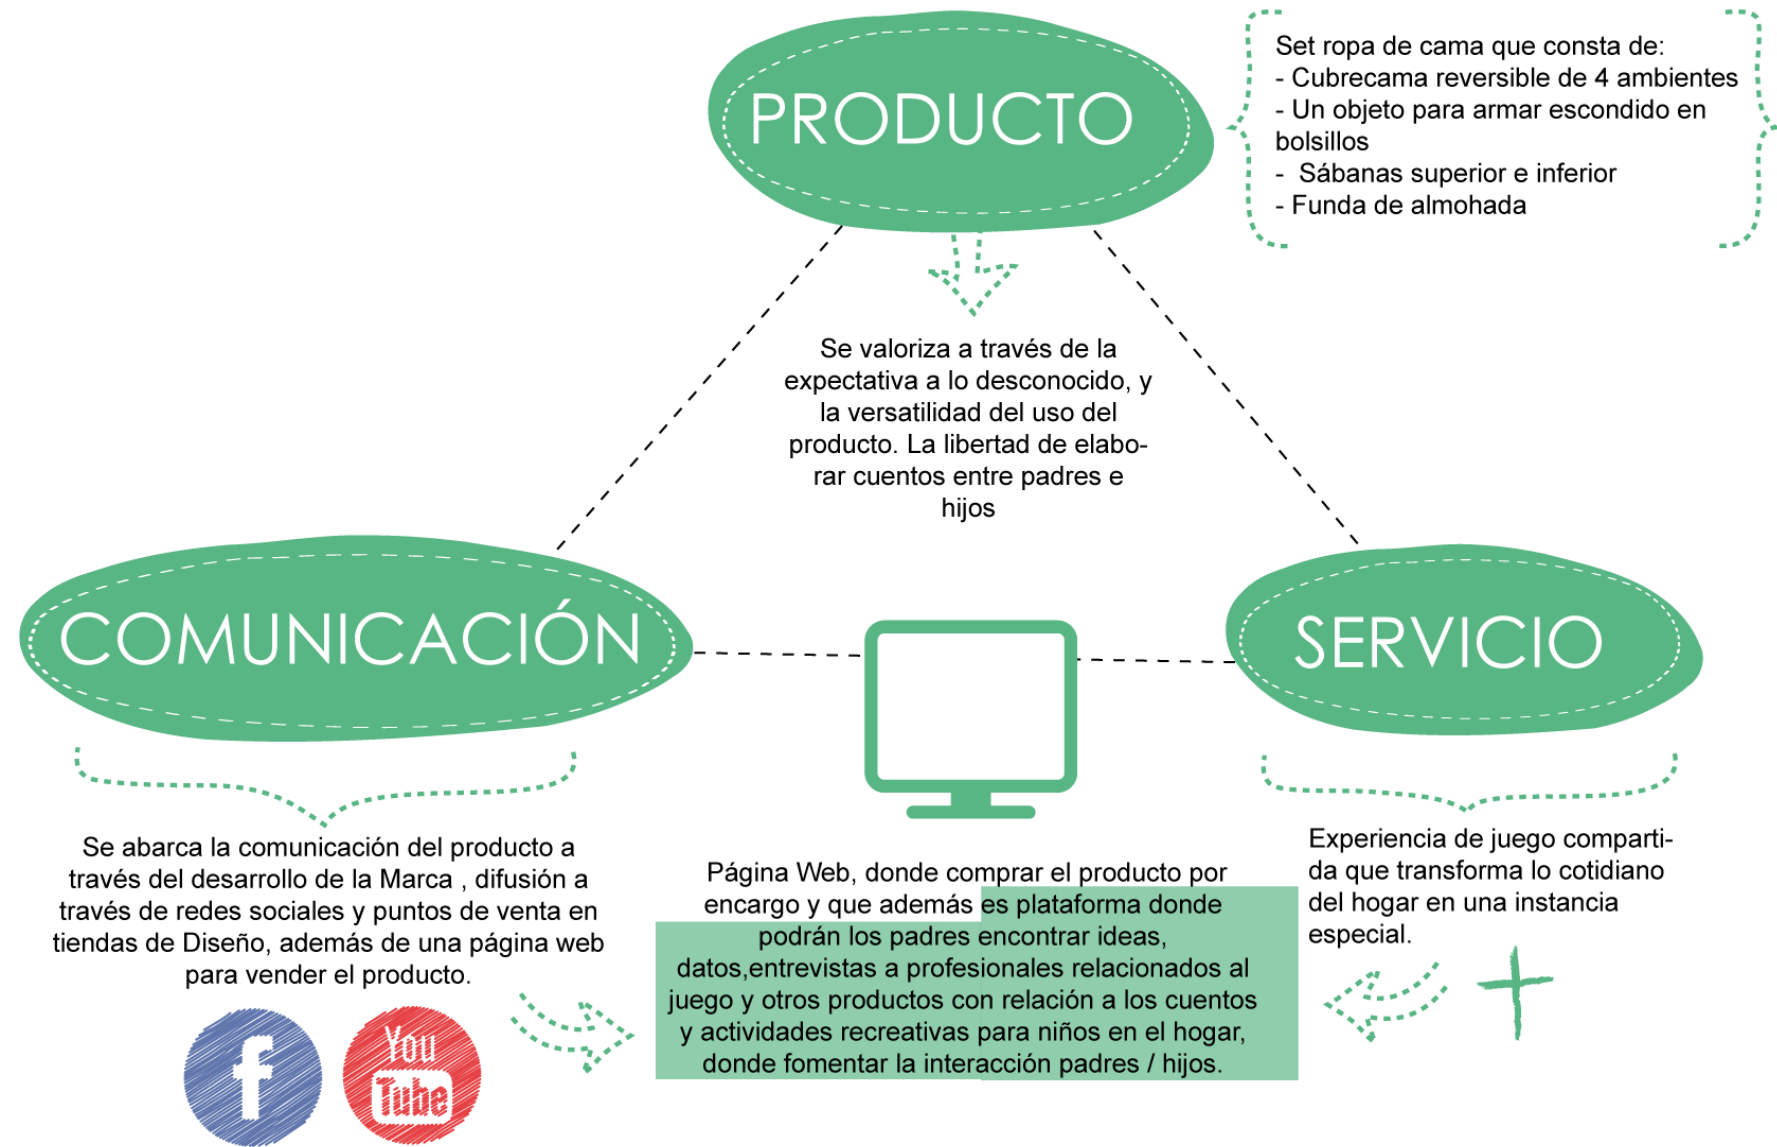 PRODUCTO
Set ropa de cama que consta de:
- Cubrecama reversible de 4 ambientes
- Un objeto para armar escondido en
bolsillos
-  Sábanas superior e inferior
- Funda de almohada
Se valoriza a través de la
expectativa a lo desconocido, y
la versatilidad del uso del
producto. La libertad de elabo-
rar cuentos entre padres e
hijos
COMUNICACIÓN
SERVICIO
Se abarca la comunicación del producto a
través del desarrollo de la Marca , difusión a
través de redes sociales y puntos de venta en
tiendas de Diseño, además de una página web
para vender el producto.
f
You
Tube
Página Web, donde comprar el producto por
encargo y que además es plataforma donde
podrán los padres encontrar ideas,
datos,entrevistas a profesionales relacionados al
juego y otros productos con relación a los cuentos
y actividades recreativas para niños en el hogar,
donde fomentar la interacción padres / hijos.
Experiencia de juego comparti-
da que transforma lo cotidiano
del hogar en una instancia
especial.